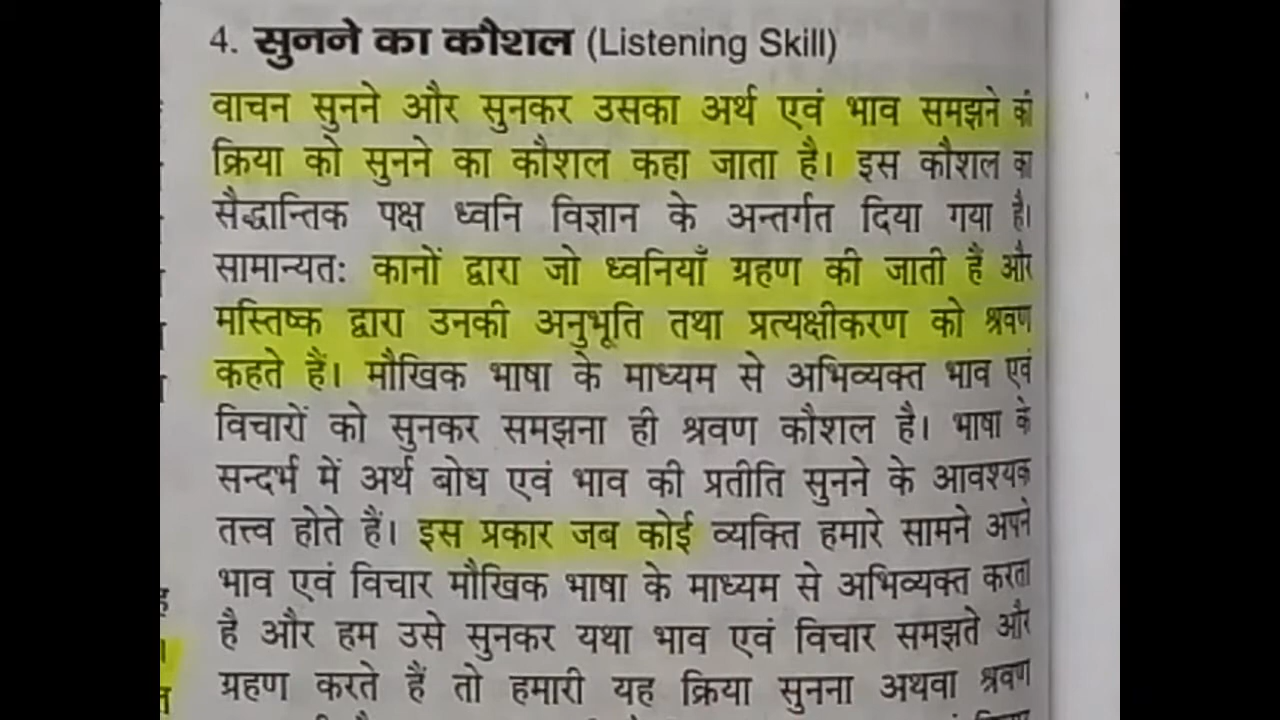 4. सुनने का कौशल (Listening Skill)
वाचन सुनने और सुनकर उसका अर्थ एवं भाव समझने की
क्रिया को सुनने का कौशल कहा जाता है। इस कौशल का
सैद्धान्तिक पक्ष ध्वनि विज्ञान के अन्तर्गत दिया गया है।
सामान्यतः कानों द्वारा जो ध्वनियाँ ग्रहण की जाती हैं और
मस्तिष्क द्वारा उनकी अनुभूति तथा प्रत्यक्षीकरण को श्रवण
कहते हैं। मौखिक भाषा के माध्यम से अभिव्यक्त भाव एवं
विचारों को सुनकर समझना ही श्रवण कौशल है। भाषा के
सन्दर्भ में अर्थ बोध एवं भाव की प्रतीति सुनने के आवश्यक
तत्त्व होते हैं। इस प्रकार जब कोई व्यक्ति हमारे सामने अपने
भाव एवं विचार मौखिक भाषा के माध्यम से अभिव्यक्त करता
है और हम उसे सुनकर यथा भाव एवं विचार समझते और
ग्रहण करते हैं तो हमारी यह क्रिया सुनना अथवा श्रवण